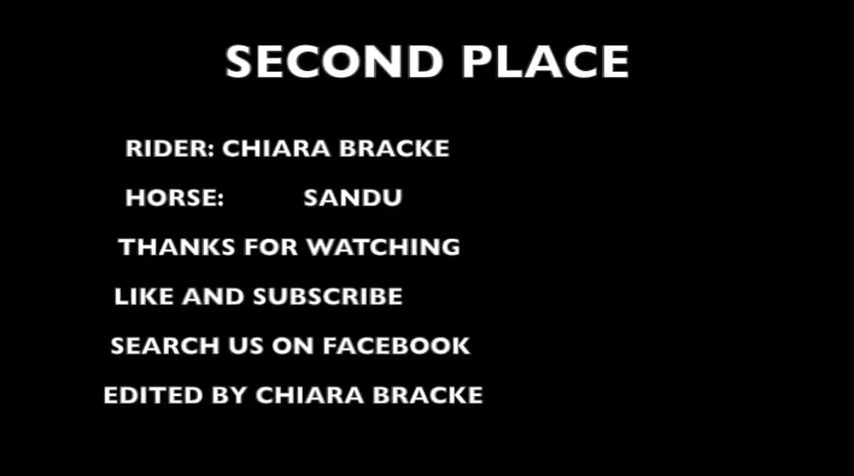 SECOND PLACE
RIDER: CHIARA BRACKE
HORSE: SANDU
THANKS FOR WATCHING
LIKE AND SUBSCRIBE
SEARCH US ON FACEBOOK
EDITED BY CHIARA BRACKE